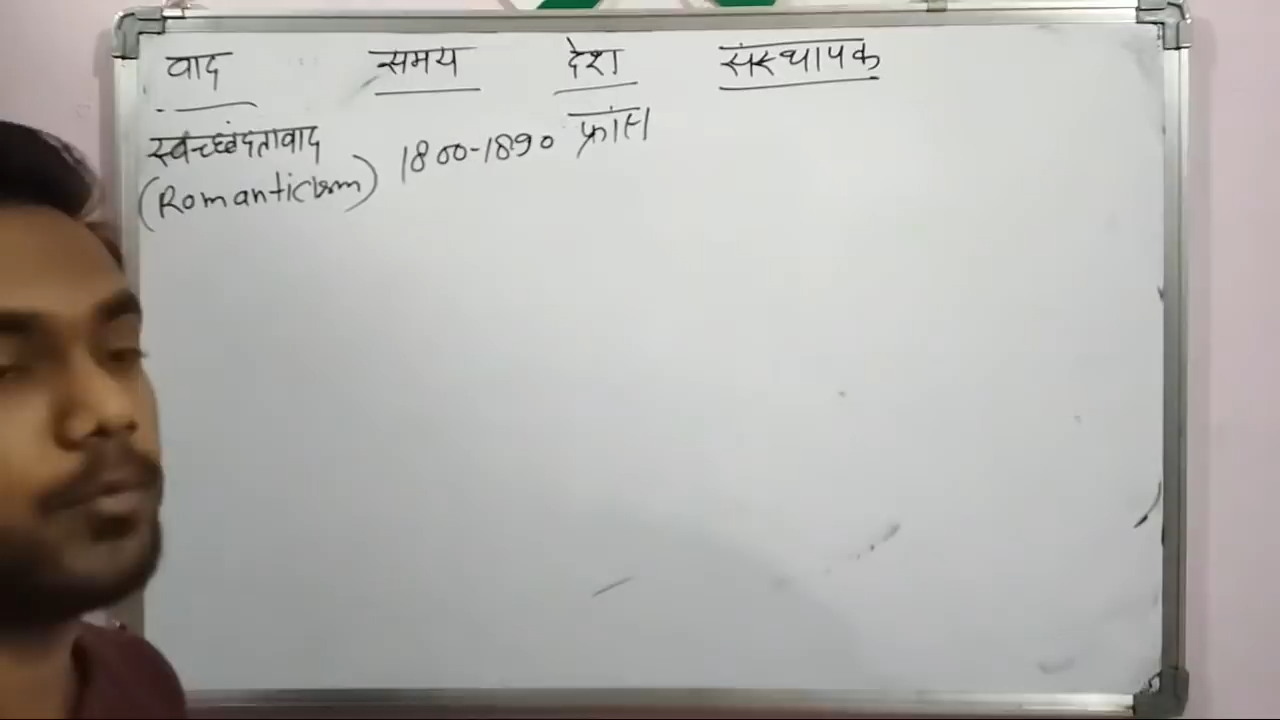 वाद समय देश संस्थापक
स्वच्छंदतावाद 1800-1890 फ्रांस
(Romanticism)